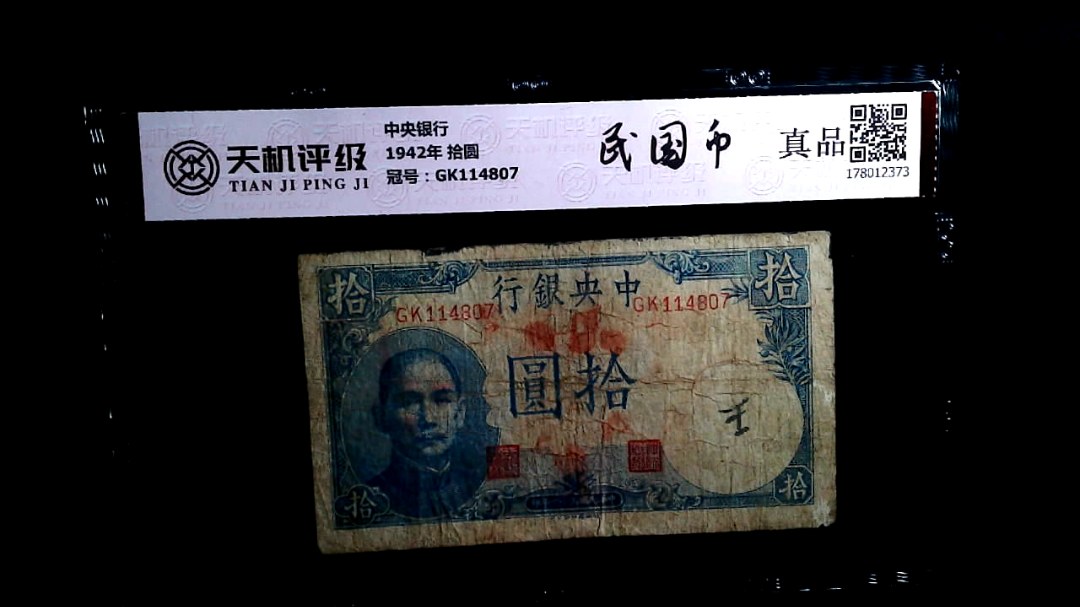 天机评级
TIAN JI PING JI
中央银行
1942年 拾圆
冠号：GK114807
民国币
真品
178012373
拾
行銀央中
拾
GK114807
GK114807
圓拾
王
拾
拾